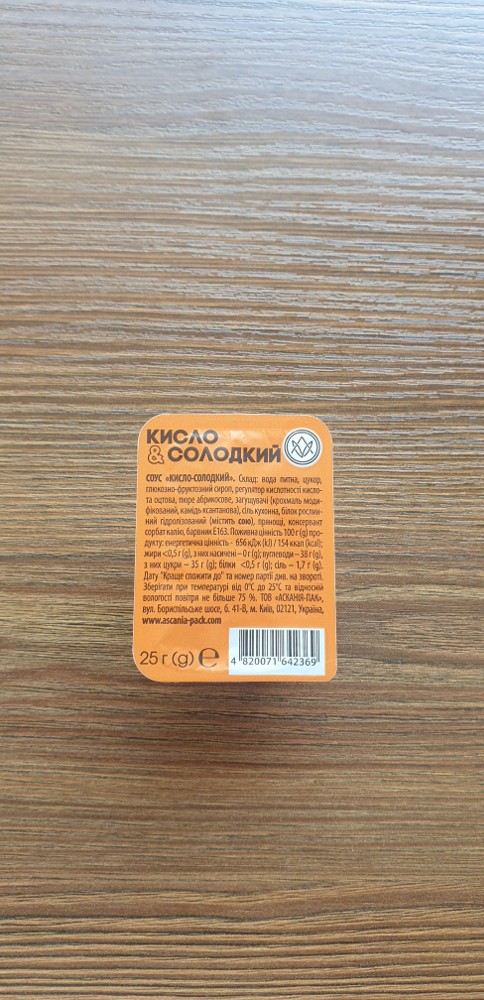 КИСЛО
&СОЛОДКИЙ
СОУС «КИСЛО-СОЛОДКИЙ». Склад: вода питна, цукор,
глюкозно-фруктозний сироп, регулятор кислотності кисло-
та оцтова, пюре абрикосове, загущувачі (крохмаль моди-
фікований, камідь ксантанова), сіль кухонна, білок рослин-
ний гідролізований (містить сою), прянощі, консервант
сорбат калію, барвник Е163. Поживна цінність 100 г (g) про-
дукту: енергетична цінність - 656 кДж (kJ) / 154 ккал (kcal);
жири <0,5 г (g), з них насичені – 0 г (g); вуглеводи – 38 г (g),
з них цукри – 35 г (g); білки <0,5 г (g); сіль – 1,7 г (g).
Дату "Краще спожити до" та номер партії див. на звороті.
Зберігати при температурі від 0°С до 25°С та відносній
вологості повітря не більше 75 %. ТОВ «АСКАНІЯ-ПАК»,
вул. Бориспільське шосе, б. 41-В, м. Київ, 02121, Україна,
www.ascania-pack.com
25 г (g) ℮
4 820071 642369